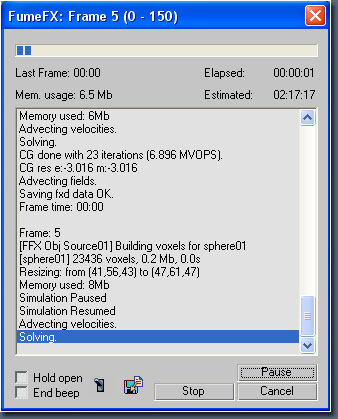 FumeFX: Frame 5 (0 - 150)
Last Frame: 00:00 Elapsed: 00:00:01
Mem. usage: 6.5 Mb Estimated: 02:17:17
Memory used: 6Mb
Advecting velocities.
Solving.
CG done with 23 iterations (6.896 MVOPS).
CG res e:-3.016 m:-3.016
Advecting fields.
Saving fxd data OK.
Frame time: 00:00
Frame: 5
[FFX Obj Source01] Building voxels for sphere01
[sphere01] 23436 voxels, 0.2 Mb, 0.0s
Resizing: from (41,56,43) to (47,61,47)
Memory used: 8Mb
Simulation Paused
Simulation Resumed
Advecting velocities.
Solving.
Hold open
End beep
Pause
Stop
Cancel